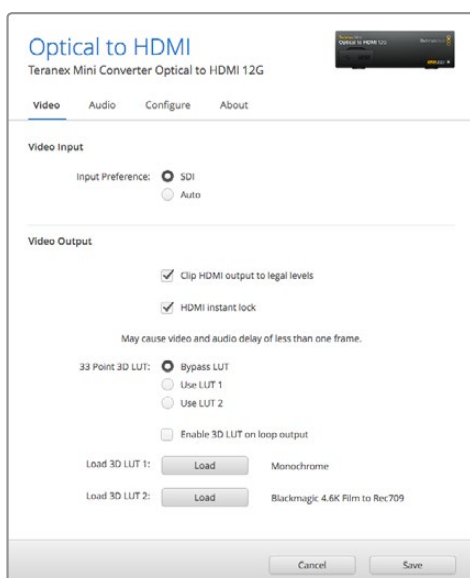 Optical to HDMI
Teranex Mini Converter Optical to HDMI 12G
Optical to HDMI 12G
Video Audio Configure About
Video Input
Input Preference: SDI
Auto
Video Output
Clip HDMI output to legal levels
HDMI instant lock
May cause video and audio delay of less than one frame.
33 Point 3D LUT: Bypass LUT
Use LUT 1
Use LUT 2
Enable 3D LUT on loop output
Load 3D LUT 1: Load Monochrome
Load 3D LUT 2: Load Blackmagic 4.6K Film to Rec709
Cancel Save